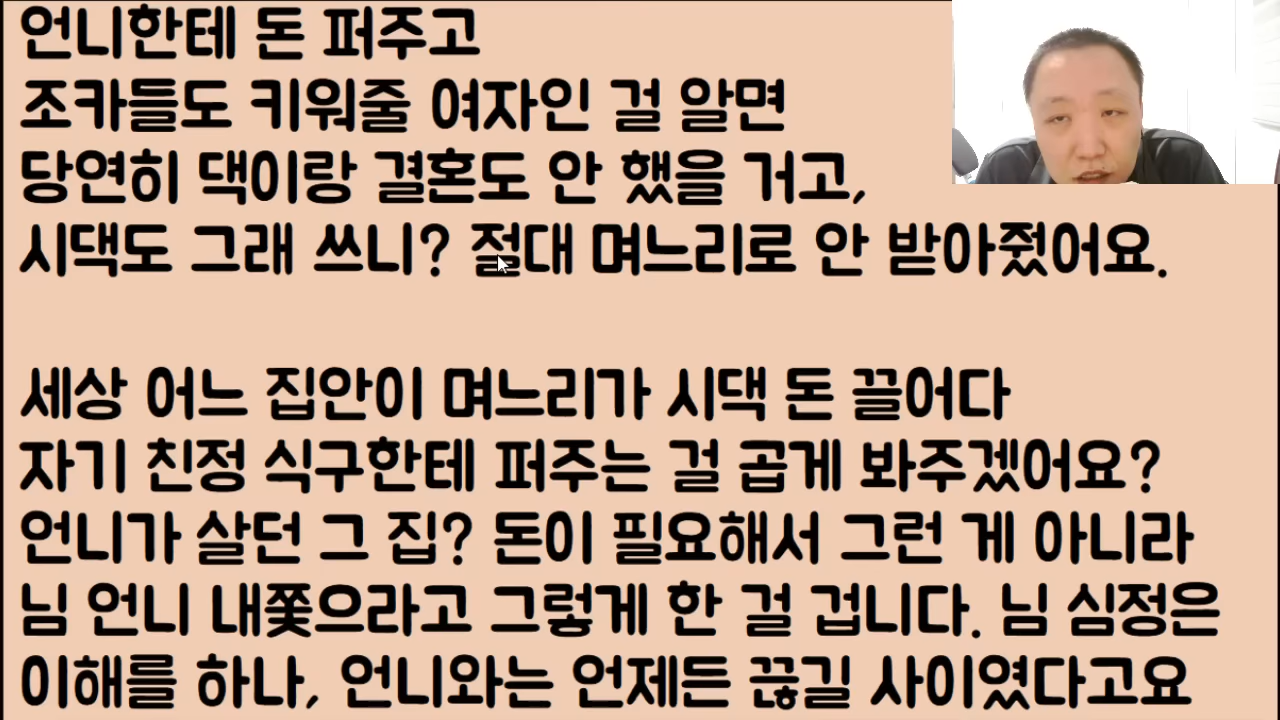 언니한테 돈 퍼주고
조카들도 키워줄 여자인 걸 알면
당연히 댁이랑 결혼도 안 했을 거고,
시댁도 그래 쓰니? 절대 며느리로 안 받아줬어요.
세상 어느 집안이 며느리가 시댁 돈 끌어다
자기 친정 식구한테 퍼주는 걸 곱게 봐주겠어요?
언니가 살던 그 집? 돈이 필요해서 그런 게 아니라
님 언니 내쫓으라고 그렇게 한 걸 겁니다. 님 심정은
이해를 하나, 언니와는 언제든 끊길 사이였다고요